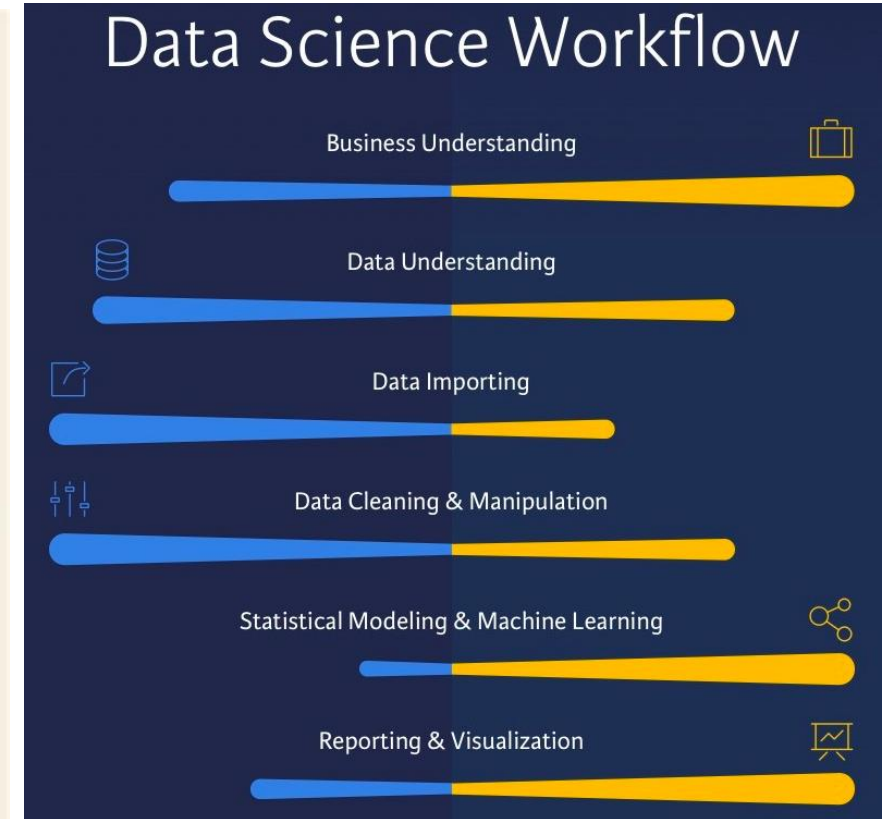 Data Science Workflow
Business Understanding
Data Understanding
Data Importing
Data Cleaning & Manipulation
Statistical Modeling & Machine Learning
Reporting & Visualization